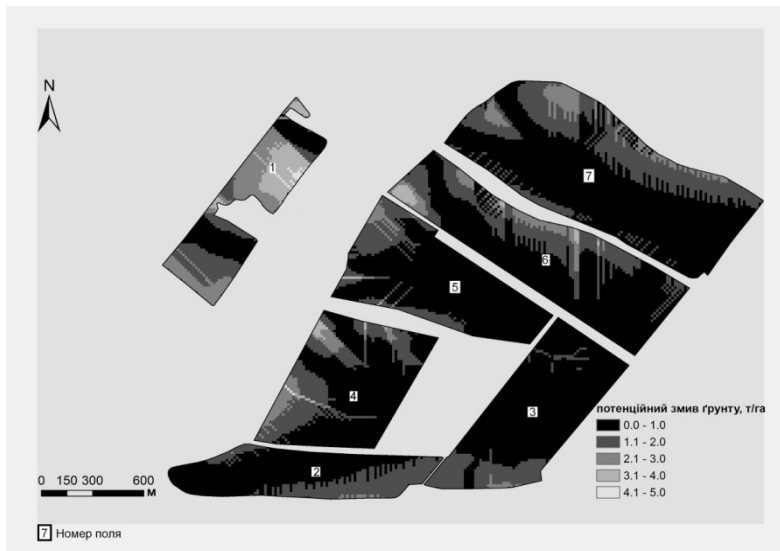 N
1
7
6
5
4
3
2
потенційний змив ґрунту, т/га
0.0 - 1.0
1.1 - 2.0
2.1 - 3.0
3.1 - 4.0
4.1 - 5.0
0 150 300 600
М
7 Номер поля